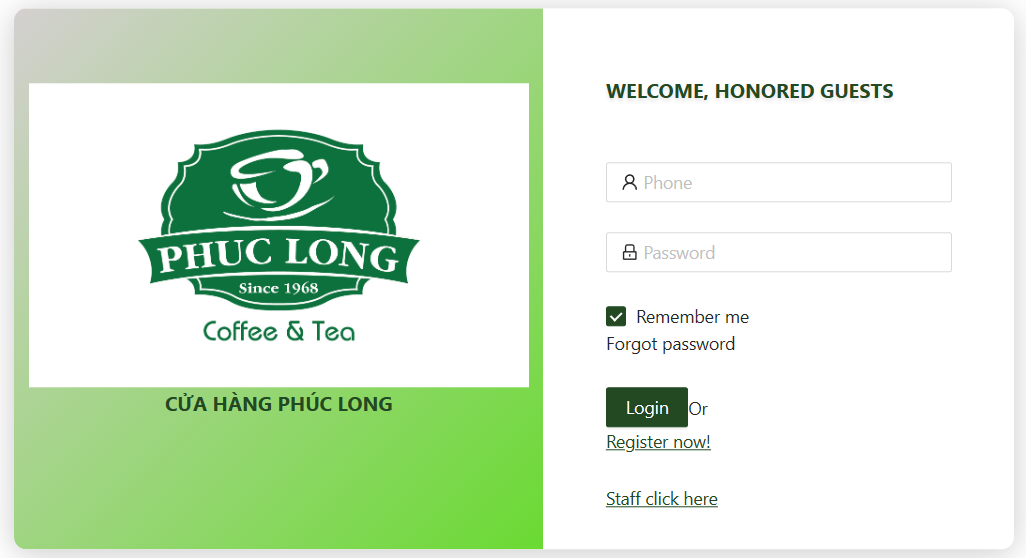 PHUC LONG
Since 1968
Coffee & Tea
CỬA HÀNG PHÚC LONG
WELCOME, HONORED GUESTS
Phone
Password
Remember me
Forgot password
Login Or
Register now!
Staff click here